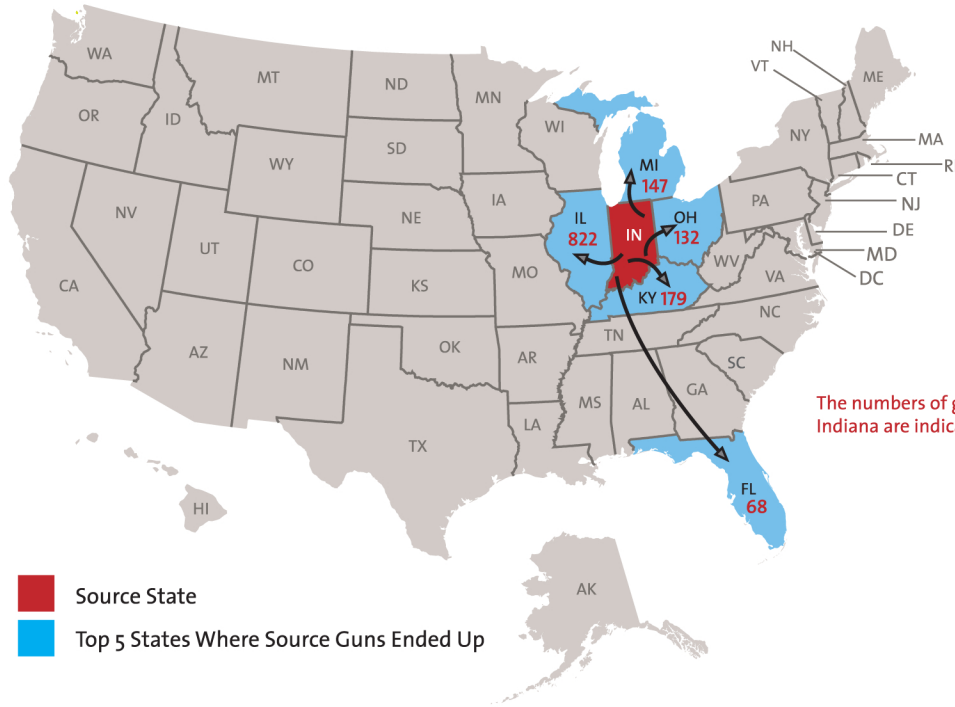 WA
MT
ND
MN
OR
ID
WY
SD
WI
MI
147
NH
VT
ME
NY
MA
R
CT
NJ
DE
MD
DC
PA
NV
UT
CO
NE
IA
IL
822
IN
OH
132
WV
VA
CA
KS
MO
KY 179
NC
TN
SC
AZ
NM
OK
AR
MS
AL
GA
TX
LA
The numbers of
Indiana are
FL
68
HI
AK
Source State
Top 5 States Where Source Guns Ended Up